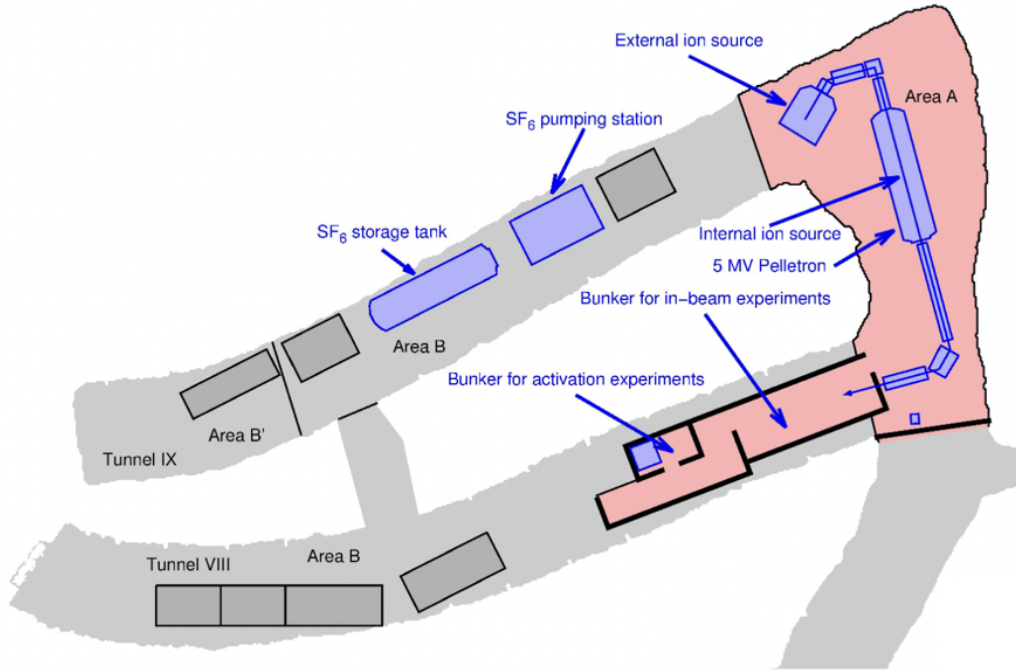 External ion source
Area A
SF6 pumping station
SF6 storage tank
Internal ion source
5 MV Pelletron
Bunker for in-beam experiments
Area B
Bunker for activation experiments
Area B'
Tunnel IX
Area B
Tunnel VIII